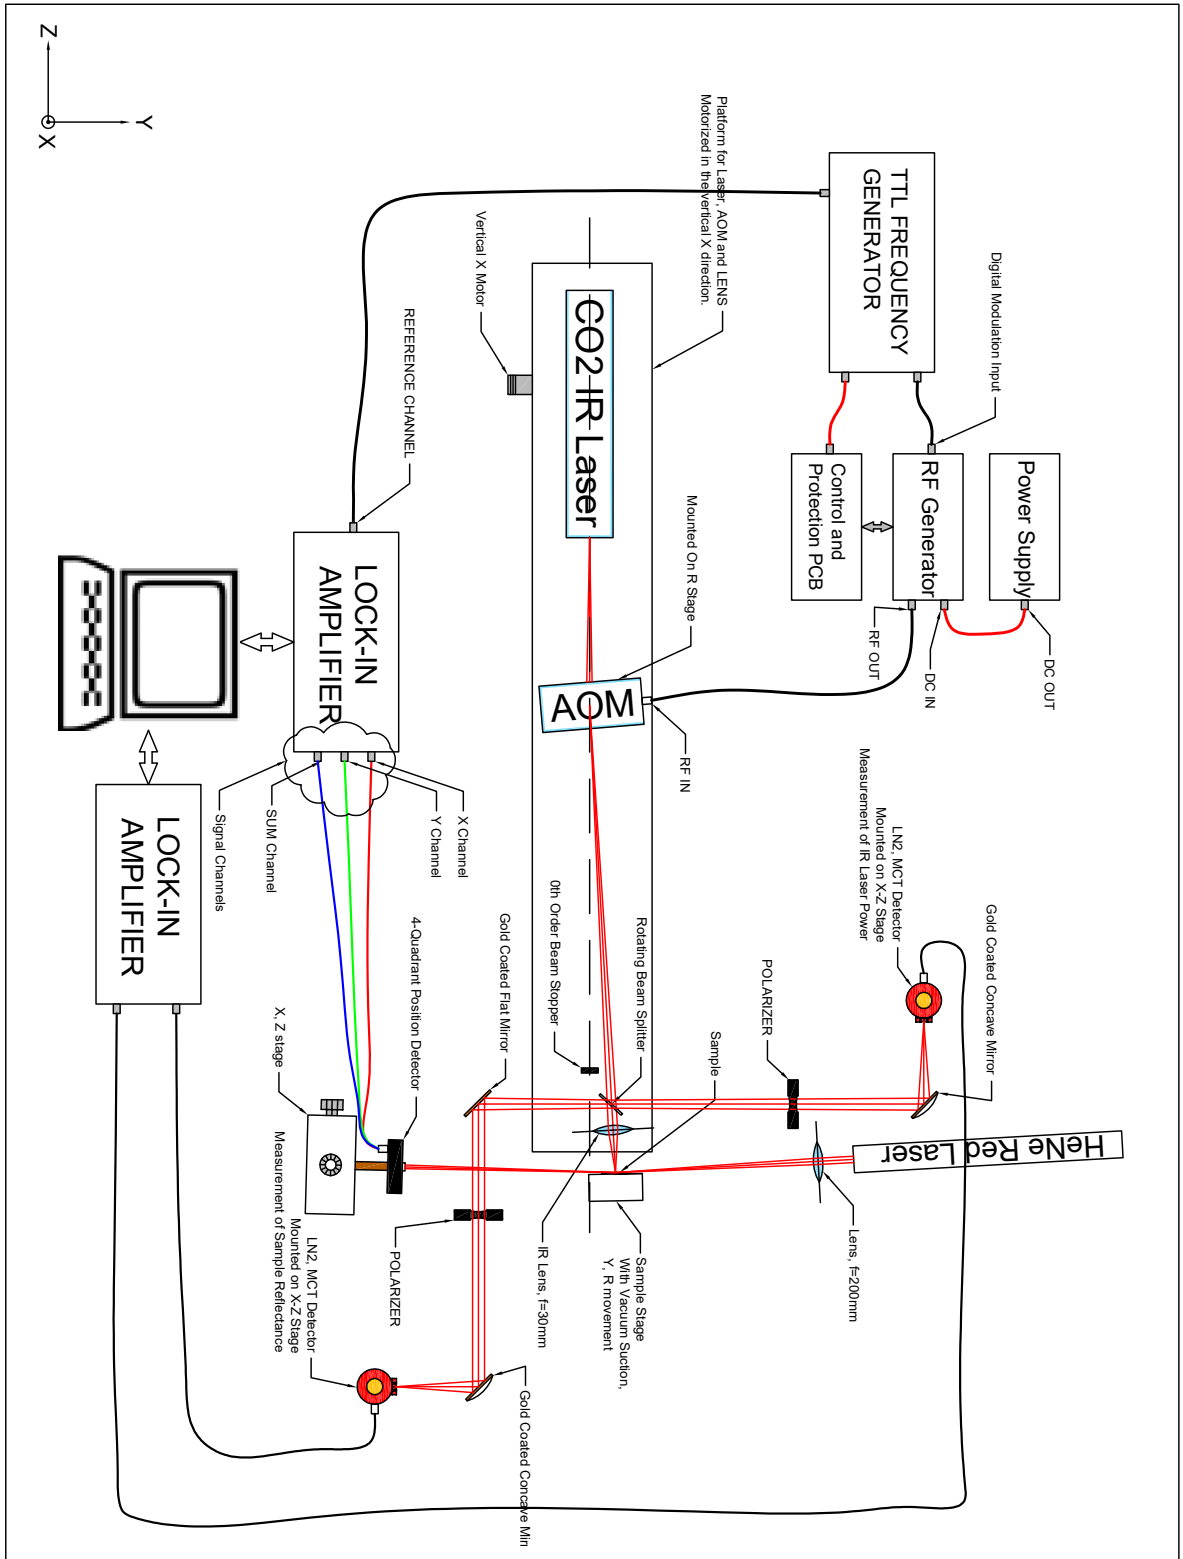 Z
Y
X
Platform for Laser, AOM and LENS
Motorized in the vertical X direction.
TTL FREQUENCY
GENERATOR
Digital Modulation Input
Vertical X Motor
CO2 IR Laser
REFERENCE CHANNEL
Control and
Protection PCB
RF Generator
Power Supply
Mounted On R Stage
RF OUT
DC IN
DC OUT
LOCK-IN
AMPLIFIER
AOM
RF IN
X Channel
Y Channel
SUM Channel
Signal Channels
LOCK-IN
AMPLIFIER
LN2, MCT Detector
Mounted on X-Z Stage
Measurement of IR Laser Power
Gold Coated Concave Mirror
4-Quadrant Position Detector
Gold Coated Flat Mirror
0th Order Beam Stopper
Rotating Beam Splitter
Sample
POLARIZER
X, Z stage
HeNe Red Laser
Lens, f=200mm
IR Lens, f=30mm
Sample Stage
With Vacuum Suction,
Y, R movement
POLARIZER
LN2, MCT Detector
Mounted on X-Z Stage
Measurement of Sample Reflectance
Gold Coated Concave Mirr